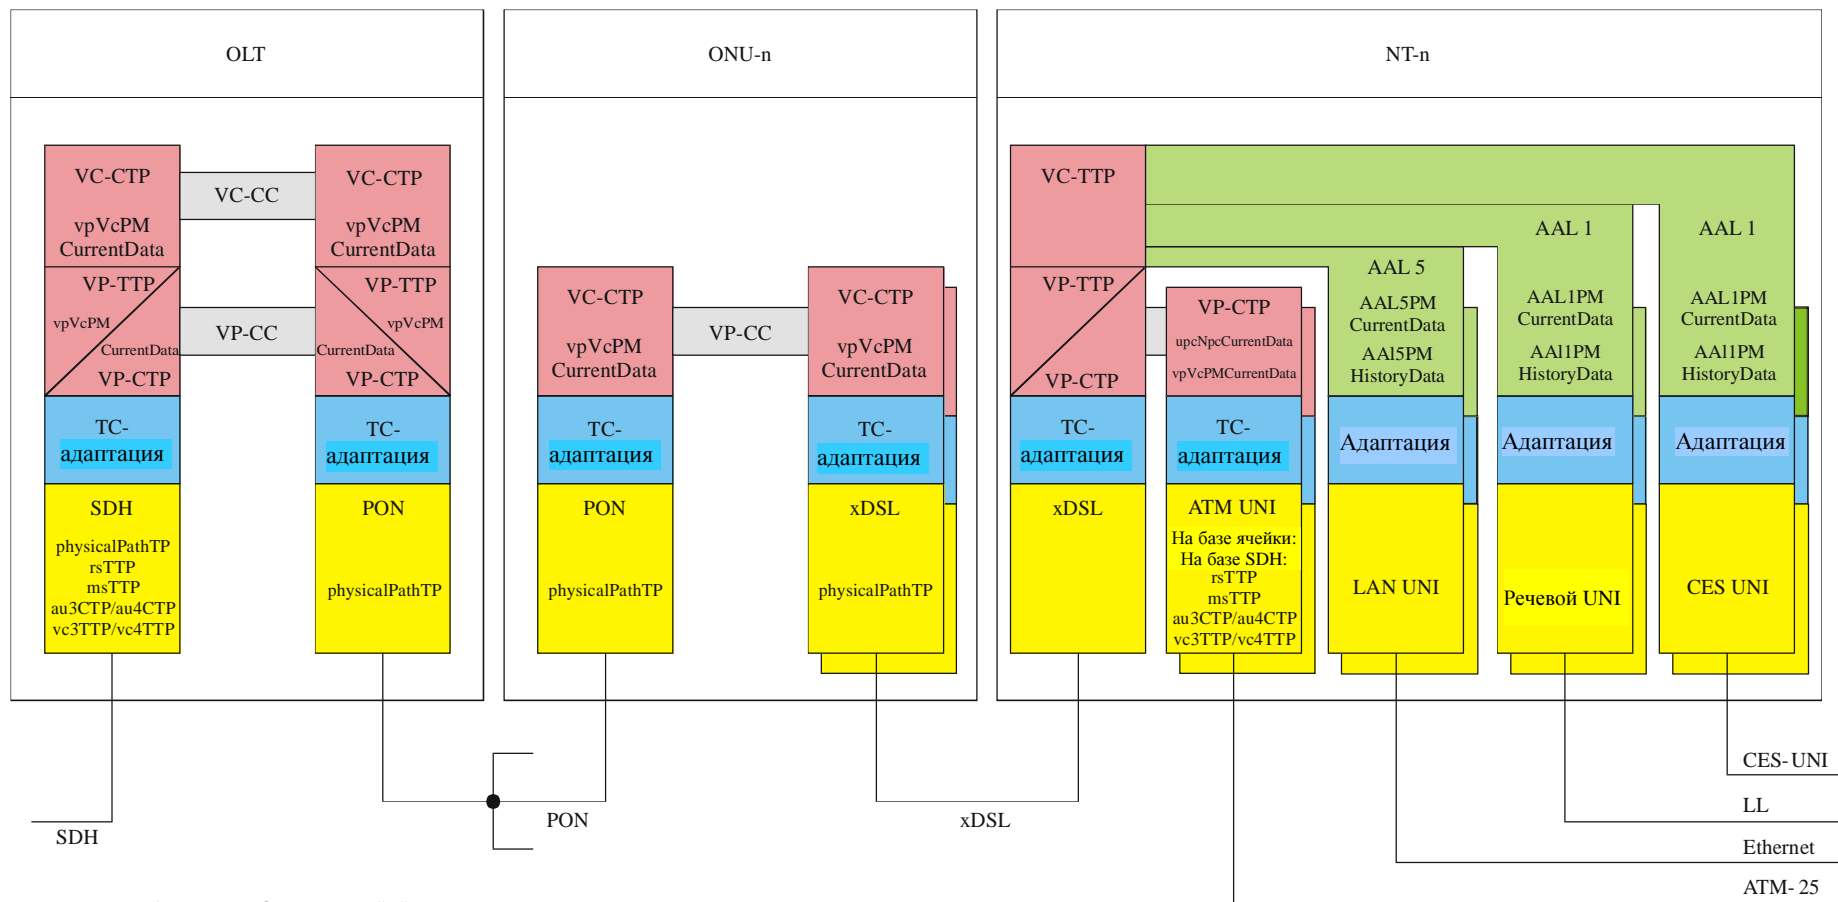 OLT
VC-CTP
vpVcPM
CurrentData
VP-TTP
vpVcPM
CurrentData
VP-CTP
TC-
адаптация
SDH
physicalPathTP
rsTTP
msTTP
au3CTP/au4CTP
vc3TTP/vc4TTP
VC-CC
VP-CC
VC-CTP
vpVcPM
CurrentData
VP-TTP
vpVcPM
CurrentData
VP-CTP
TC-
адаптация
PON
physicalPathTP
ONU-n
VC-CTP
vpVcPM
CurrentData
TC-
адаптация
PON
physicalPathTP
VP-CC
VC-CTP
vpVcPM
CurrentData
TC-
адаптация
xDSL
physicalPathTP
NT-n
VC-TTP
VP-TTP
VP-CTP
TC-
адаптация
xDSL
VP-CTP
upcNpcCurrentData
vpVcPMCurrentData
TC-
адаптация
ATM UNI
На базе ячейки:
На базе SDH:
rsTTP
msTTP
au3CTP/au4CTP
vc3TTP/vc4TTP
AAL 5
AAL5PM
CurrentData
AAl5PM
HistoryData
Адаптация
LAN UNI
AAL 1
AAL1PM
CurrentData
AAl1PM
HistoryData
Адаптация
Речевой UNI
AAL 1
AAL1PM
CurrentData
AAl1PM
HistoryData
Адаптация
CES UNI
SDH
PON
xDSL
CES-UNI
LL
Ethernet
ATM-25